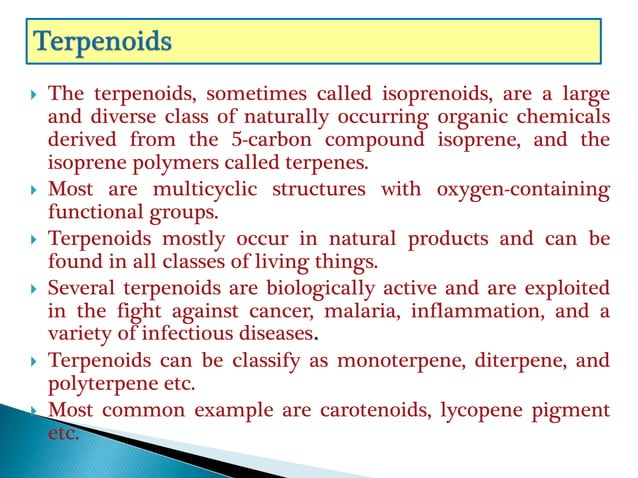 Terpenoids
The terpenoids, sometimes called isoprenoids, are a large
and diverse class of naturally occurring organic chemicals
derived from the 5-carbon compound isoprene, and the
isoprene polymers called terpenes.
Most are multicyclic structures with oxygen-containing
functional groups.
Terpenoids mostly occur in natural products and can be
found in all classes of living things.
Several terpenoids are biologically active and are exploited
in the fight against cancer, malaria, inflammation, and a
variety of infectious diseases.
Terpenoids can be classify as monoterpene, diterpene, and
polyterpene etc.
Most common example are carotenoids, lycopene pigment
etc.